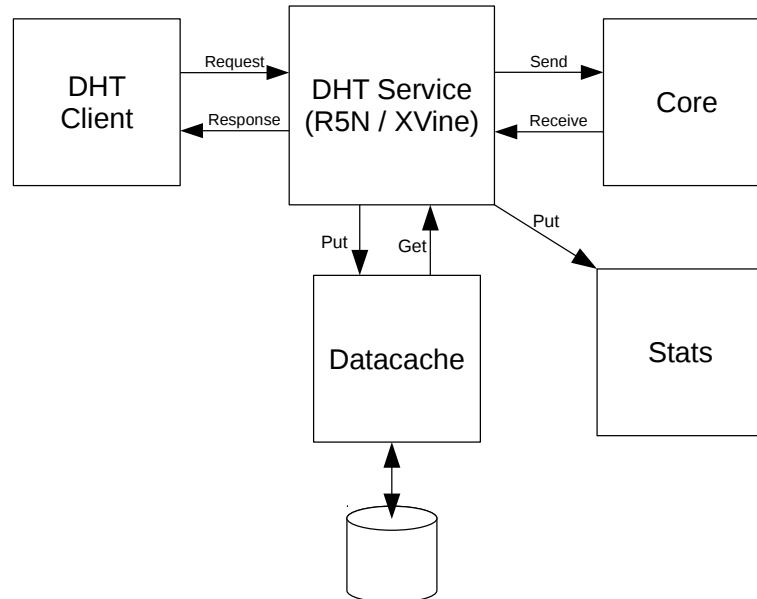 DHT
Client
Request
Response
DHT Service
(R5N / XVine)
Send
Receive
Core
Put
Get
Put
Datacache
Stats